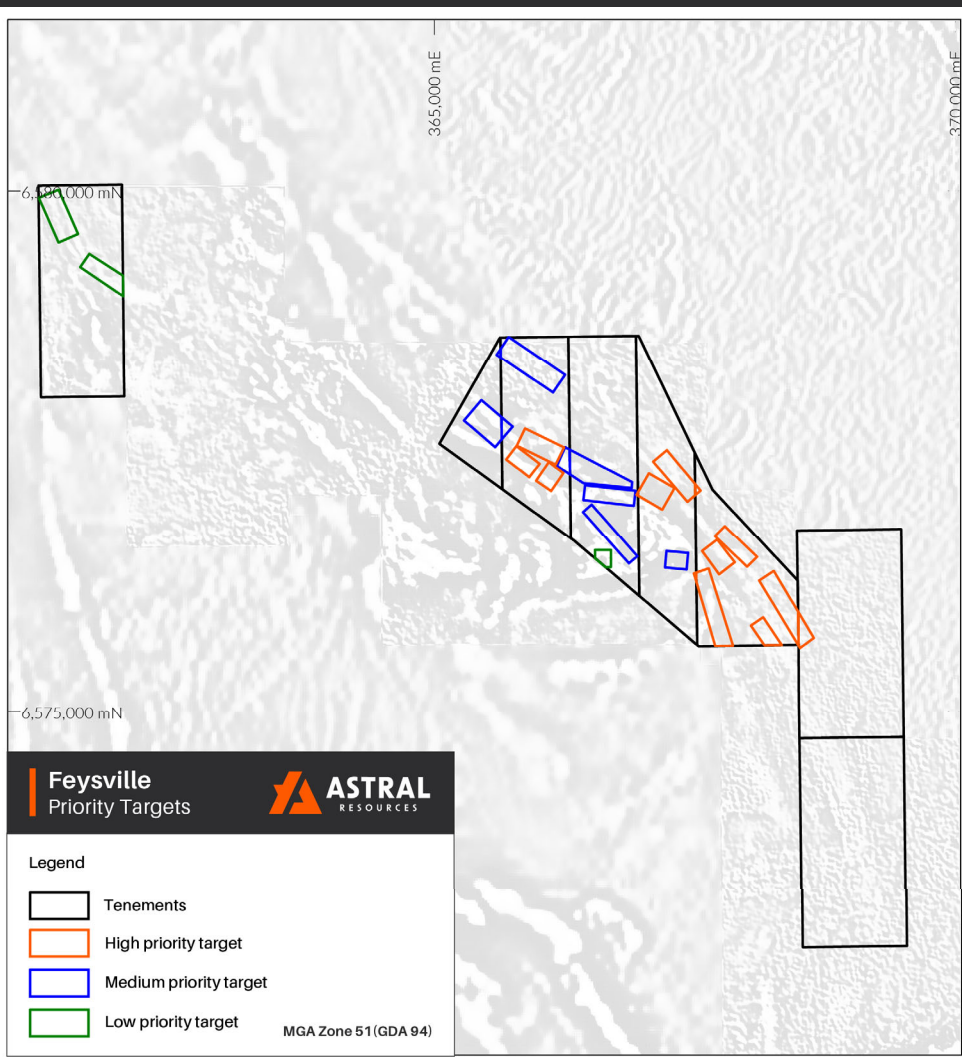 365,000 mE
370,000 mE
6,580,000 mN
6,575,000 mN
Feysville
Priority Targets
ASTRAL
RESOURCES
Legend
Tenements
High priority target
Medium priority target
Low priority target
MGA Zone 51(GDA 94)